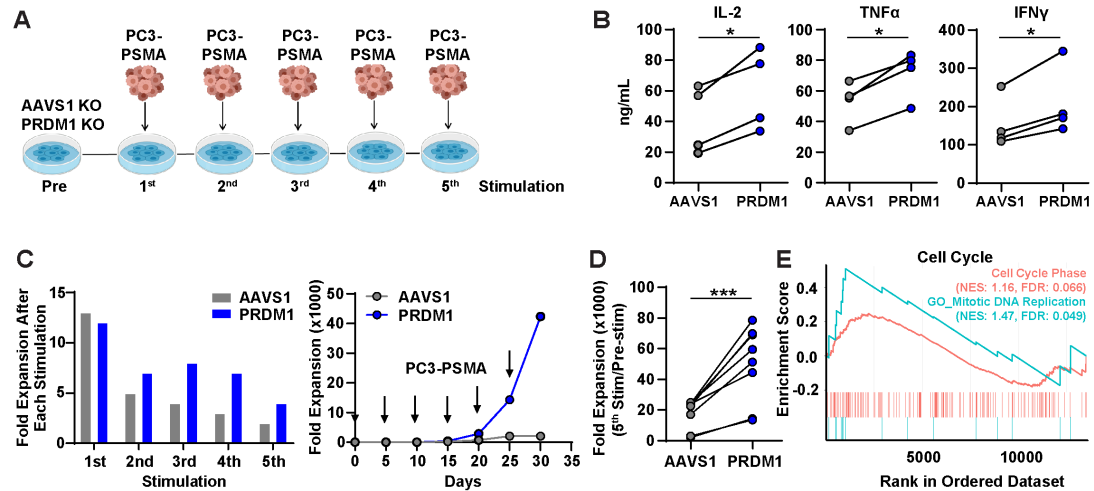 A
PC3-
PSMA
PC3-
PSMA
PC3-
PSMA
PC3-
PSMA
PC3-
PSMA
AAVS1 KO
PRDM1 KO
Pre
1st
2nd
3rd
4th
5th
Stimulation
B
IL-2
TNFα
IFNγ
*
*
*
ng/mL
100
80
60
40
20
0
AAVS1
PRDM1
100
80
60
40
20
0
AAVS1
PRDM1
400
300
200
100
0
AAVS1
PRDM1
C
Fold Expansion After
Each Stimulation
15
10
5
0
AAVS1
PRDM1
1st
2nd
3rd
4th
5th
Stimulation
Fold Expansion (x1000)
50
40
30
20
10
0
AAVS1
PRDM1
PC3-PSMA
0
5
10
15
20
25
30
35
Days
D
Fold Expansion (x1000)
(5th Stim/Pre-stim)
100
80
60
40
20
0
***
AAVS1
PRDM1
E
Cell Cycle
Cell Cycle Phase
(NES: 1.16, FDR: 0.066)
GO_Mitotic DNA Replication
(NES: 1.47, FDR: 0.049)
Enrichment Score
0.4
0.2
0.0
-0.2
5000
10000
Rank in Ordered Dataset